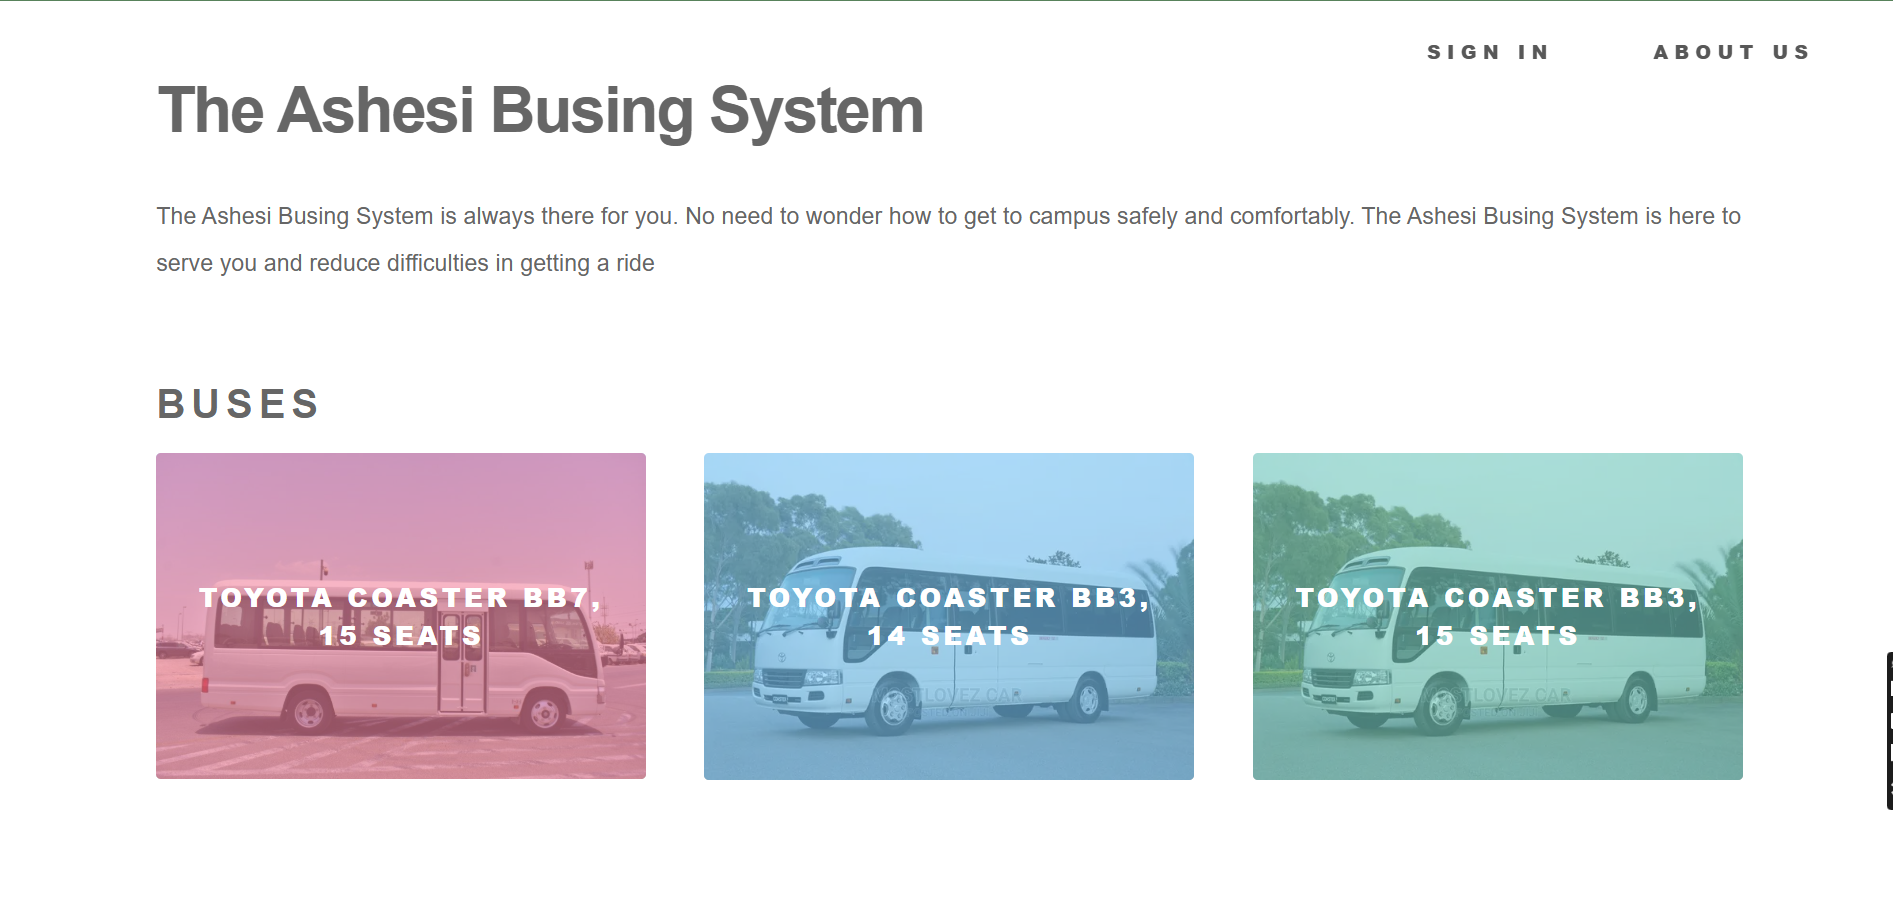 SIGN IN
ABOUT US
The Ashesi Busing System
The Ashesi Busing System is always there for you. No need to wonder how to get to campus safely and comfortably. The Ashesi Busing System is here to
serve you and reduce difficulties in getting a ride
BUSES
TOYOTA COASTER BB7,
15 SEATS
TOYOTA COASTER BB3,
14 SEATS
TOYOTA COASTER BB3,
15 SEATS